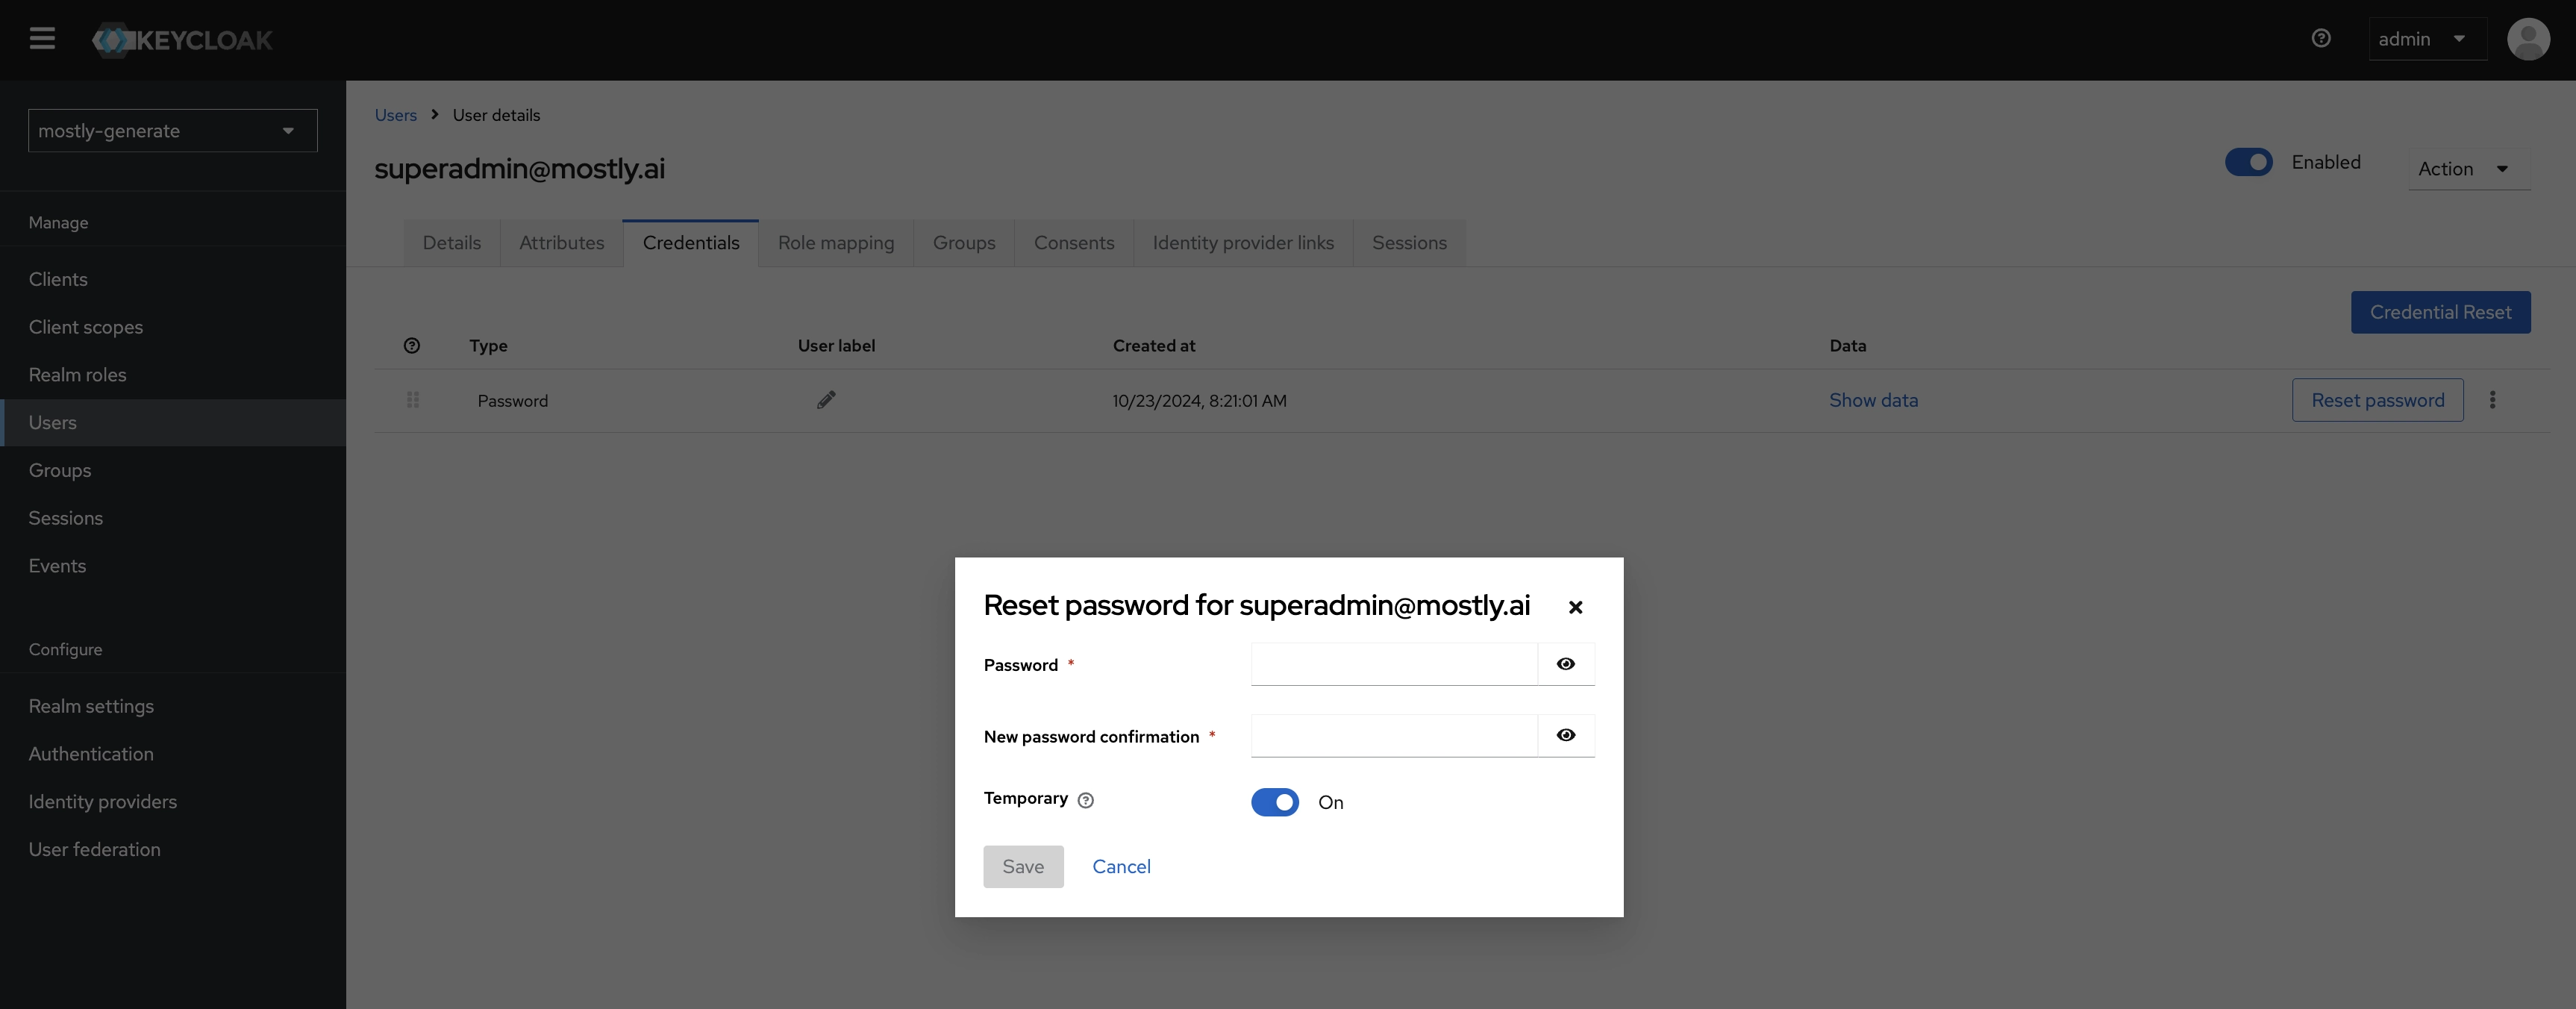 KEYCLOAK
admin
mostly-generate
Manage
Clients
Client scopes
Realm roles
Users
Groups
Sessions
Events
Configure
Realm settings
Authentication
Identity providers
User federation
Users > User details
superadmin@mostly.ai
Enabled
Action
Details Attributes Credentials Role mapping Groups Consents Identity provider links Sessions
Credential Reset
Type User label Created at Data
Password 10/23/2024, 8:21:01 AM Show data Reset password
Reset password for superadmin@mostly.ai
Password *
New password confirmation *
Temporary On
Save Cancel